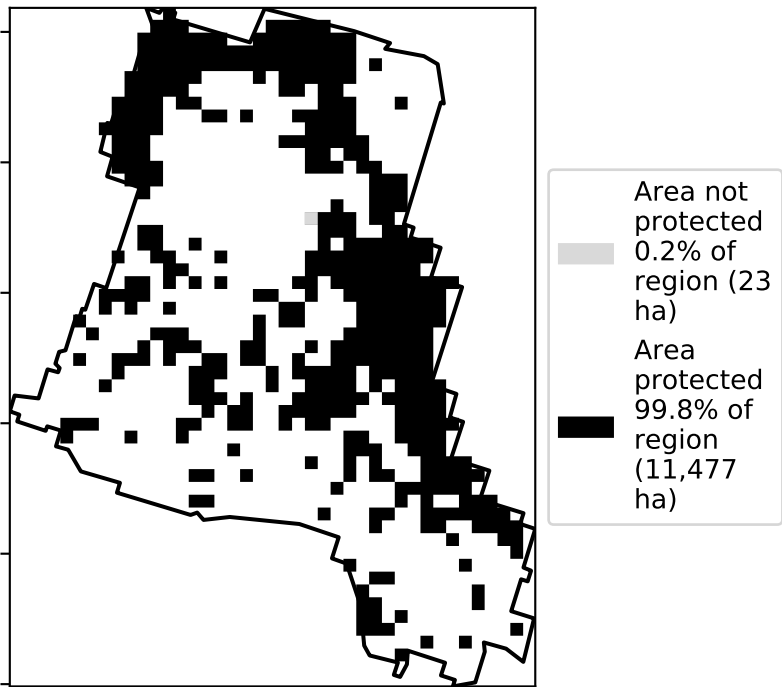 Area not
protected
0.2% of
region (23
ha)
Area
protected
99.8% of
region
(11,477
ha)